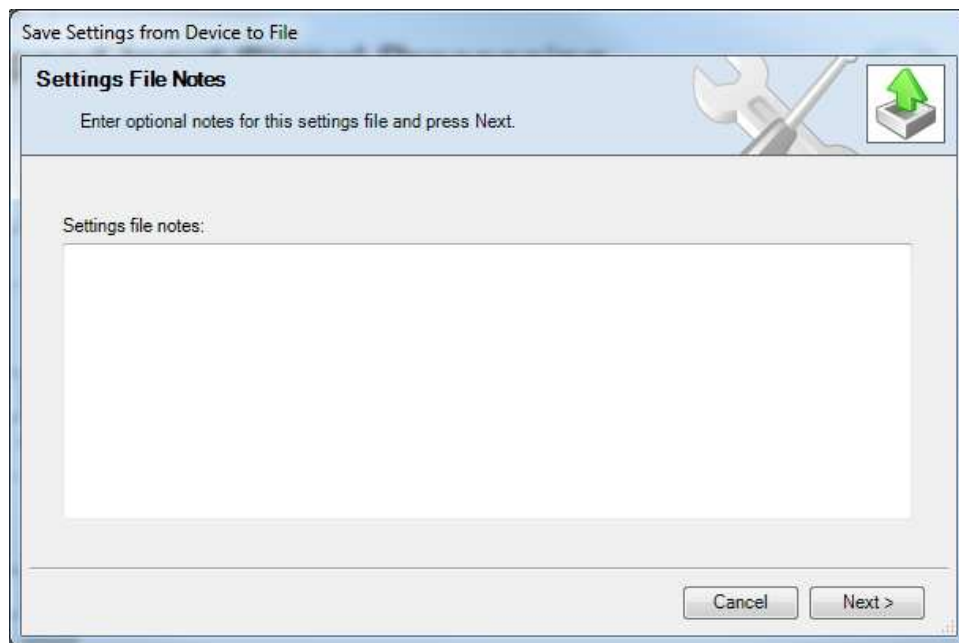 Save Settings from Device to File
Settings File Notes
Enter optional notes for this settings file and press Next.
Settings file notes:
Cancel
Next >